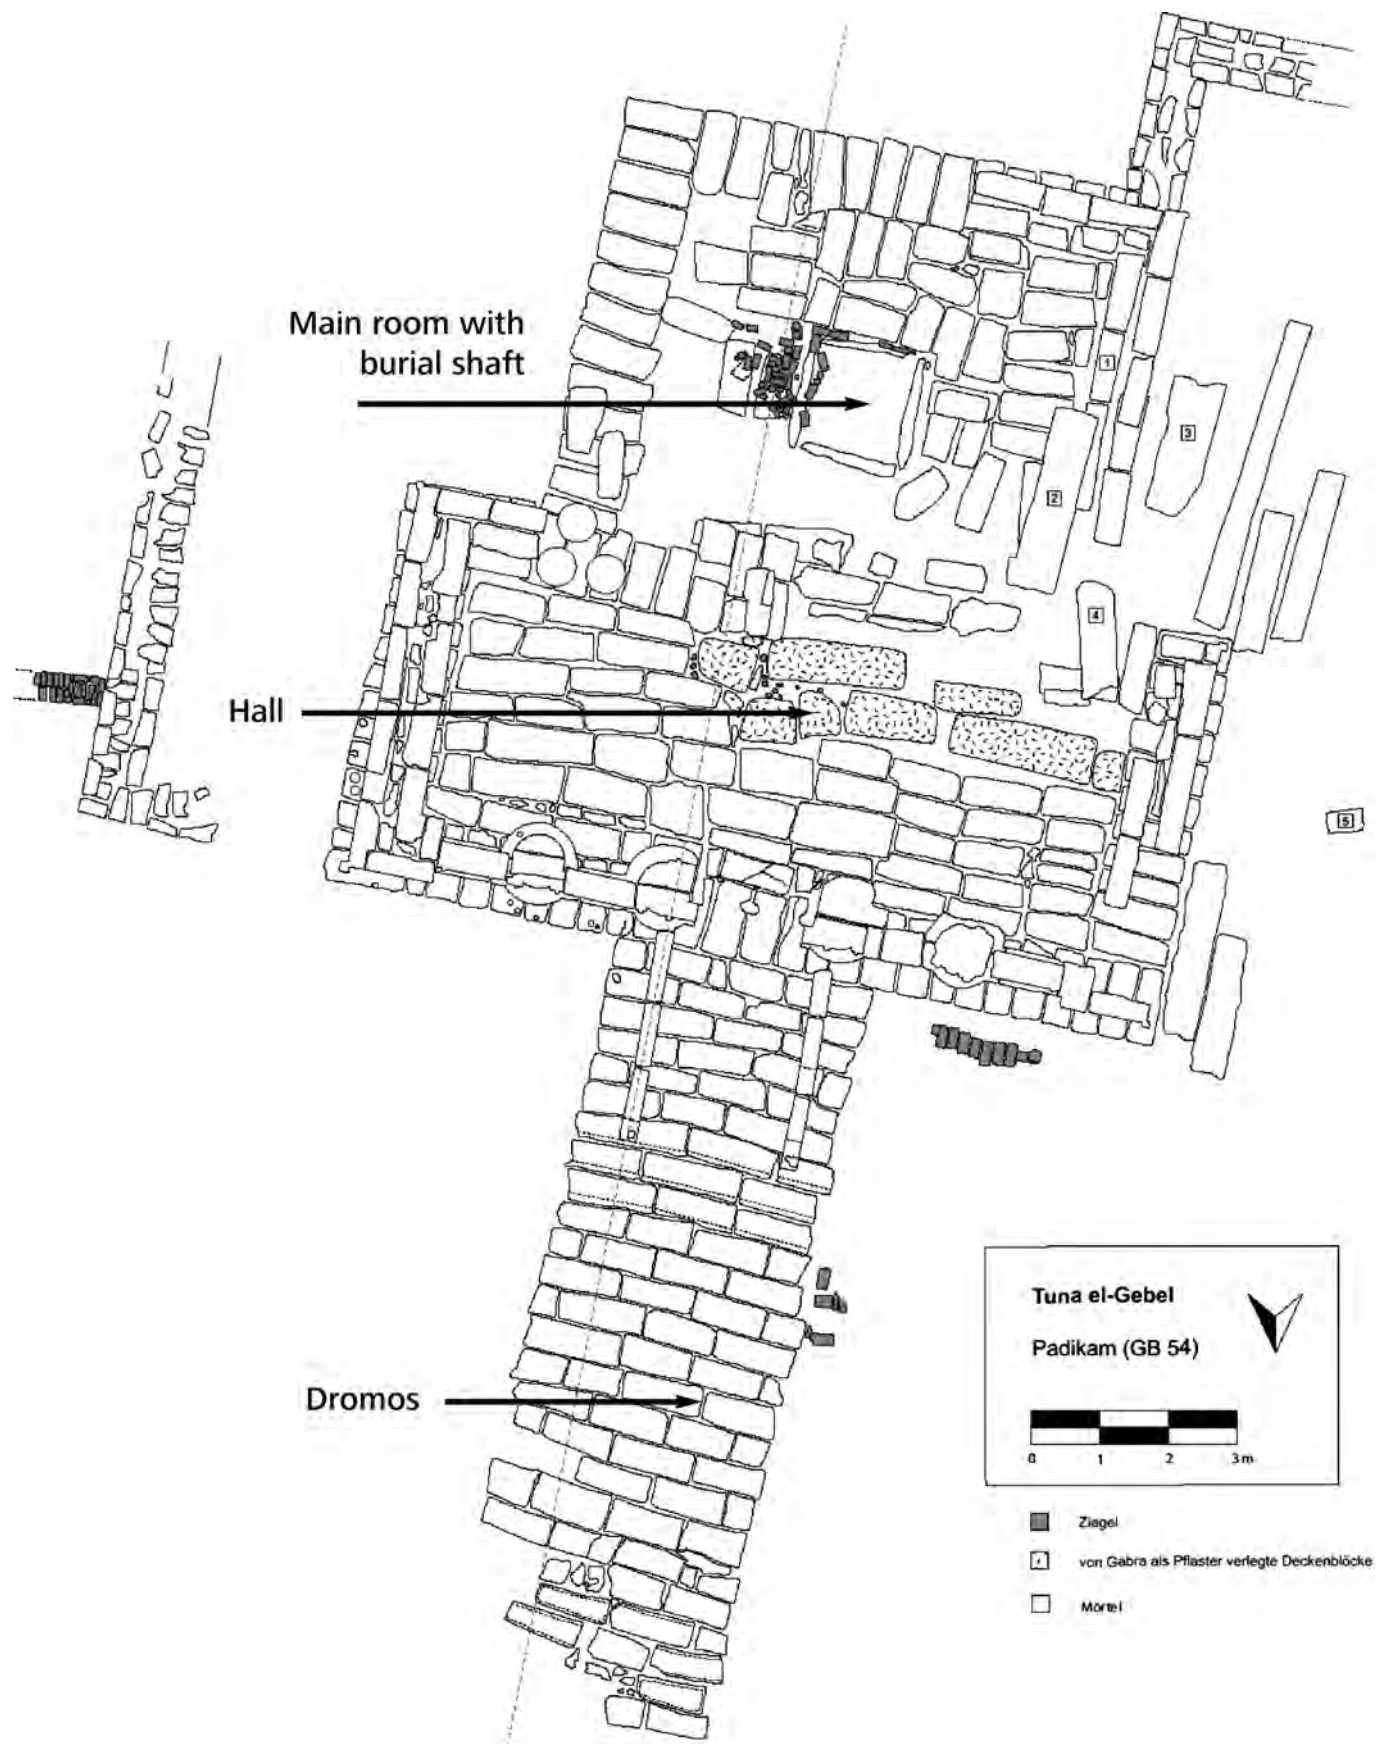 Main room with
burial shaft
1
3
2
4
Hall
5
Tuna el-Gebel
Padikam (GB 54)
Dromos
0 1 2 3 m
Ziegel
von Gabra als Pflaster verlegte Deckenblöcke
Mörtel